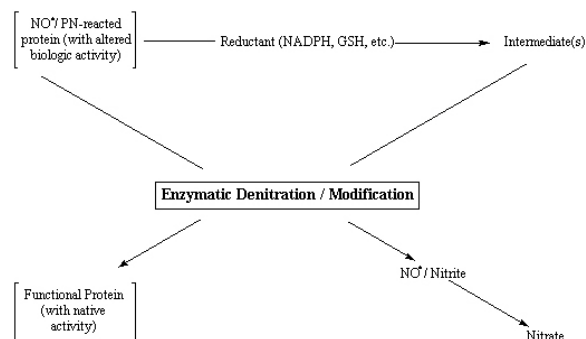 NO•/ PN-reacted
protein (with altered
biologic activity)
Reductant (NADPH, GSH, etc.)
Intermediate(s)
Enzymatic Denitration / Modification
Functional Protein
(with native
activity)
NO•/ Nitrite
Nitrate